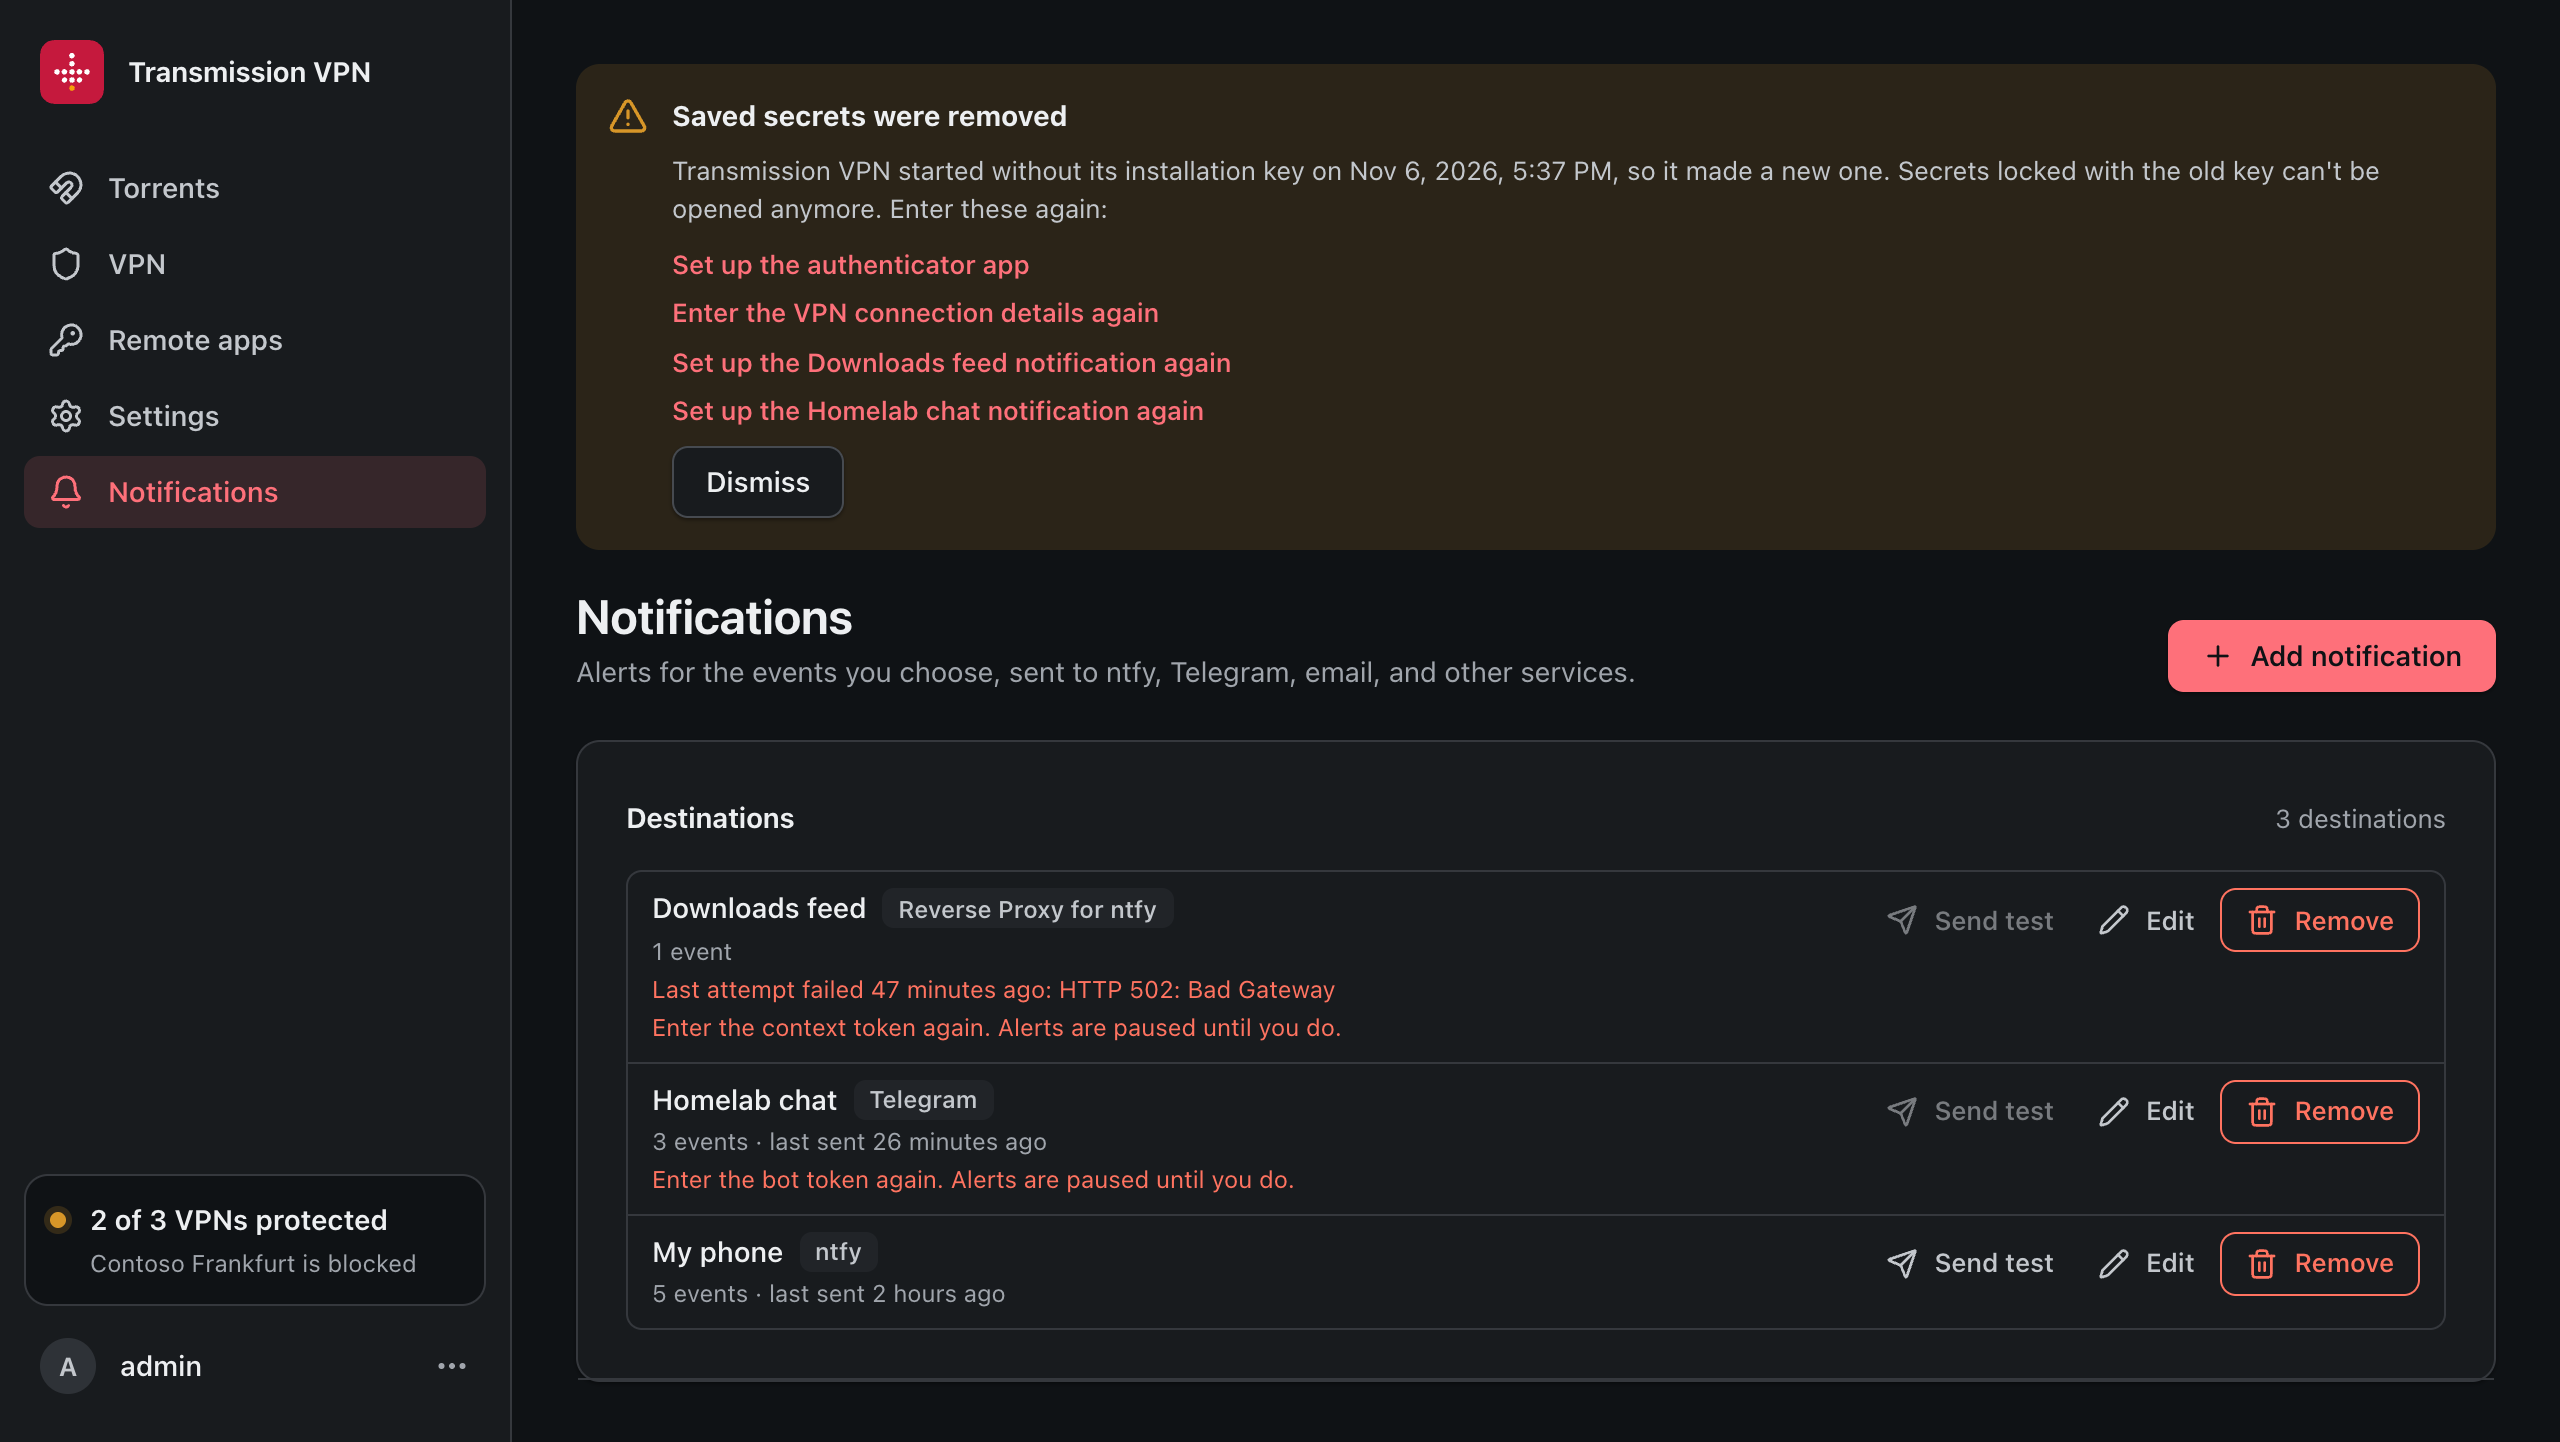 Transmission VPN
Torrents
VPN
Remote apps
Settings
Notifications
2 of 3 VPNs protected
Contoso Frankfurt is blocked
A
admin
Saved secrets were removed
Transmission VPN started without its installation key on Nov 6, 2026, 5:37 PM, so it made a new one. Secrets locked with the old key can't be
opened anymore. Enter these again:
Set up the authenticator app
Enter the VPN connection details again
Set up the Downloads feed notification again
Set up the Homelab chat notification again
Dismiss
Notifications
Alerts for the events you choose, sent to ntfy, Telegram, email, and other services.
Add notification
Destinations
3 destinations
Downloads feed Reverse Proxy for ntfy
1 event
Last attempt failed 47 minutes ago: HTTP 502: Bad Gateway
Enter the context token again. Alerts are paused until you do.
Send test Edit Remove
Homelab chat Telegram
3 events · last sent 26 minutes ago
Enter the bot token again. Alerts are paused until you do.
Send test Edit Remove
My phone ntfy
5 events · last sent 2 hours ago
Send test Edit Remove